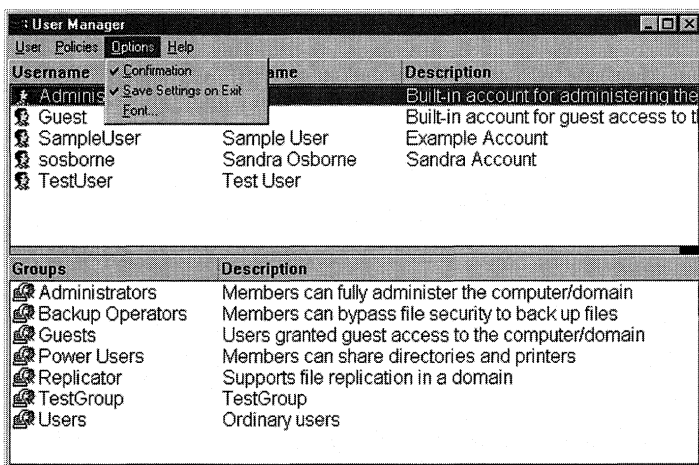 User Manager
User Policies Options Help
Username ame Description
Adminis Built-in account for administering the
Guest Built-in account for guest access to t
SampleUser Sample User Example Account
sosborne Sandra Osborne Sandra Account
TestUser Test User
✓ Confirmation
✓ Save Settings on Exit
Font...
Groups Description
Administrators Members can fully administer the computer/domain
Backup Operators Members can bypass file security to back up files
Guests Users granted guest access to the computer/domain
Power Users Members can share directories and printers
Replicator Supports file replication in a domain
TestGroup TestGroup
Users Ordinary users